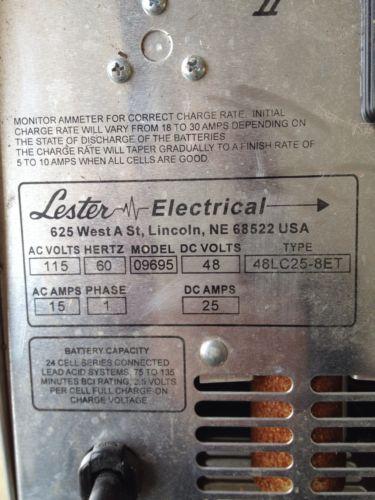 II
MONITOR AMMETER FOR CORRECT CHARGE RATE. INITIAL
CHARGE RATE WILL VARY FROM 18 TO 30 AMPS DEPENDING ON
THE STATE OF DISCHARGE OF THE BATTERIES
THE CHARGE RATE WILL TAPER GRADUALLY TO A FINISH RATE OF
5 TO 10 AMPS WHEN ALL CELLS ARE GOOD.
Lester Electrical
625 West A St, Lincoln, NE 68522 USA
AC VOLTS HERTZ MODEL DC VOLTS TYPE
115 60 09695 48 48LC25-8ET
AC AMPS PHASE DC AMPS
15 1 25
BATTERY CAPACITY
24 CELL SERIES CONNECTED
LEAD ACID SYSTEMS, 75 TO 135
MINUTES BCI RATING, 2.5 VOLTS
PER CELL FULL CHARGE ON
CHARGE VOLTAGE.